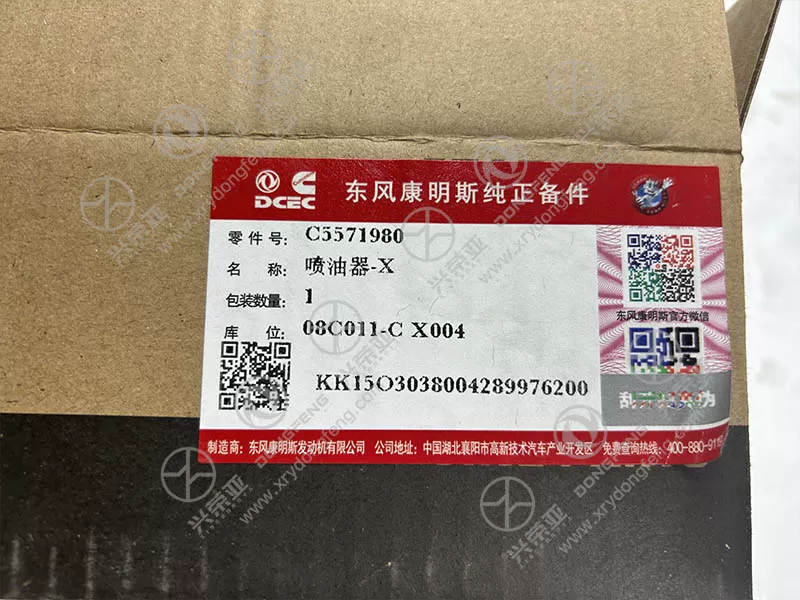 DCEC
东风康明斯纯正备件
零件号: C5571980
名 称: 喷油器-X
包装数量: 1
库 位: 08C011-C X004
KK15O3038004289976200
东风康明斯官方微信
制造商: 东风康明斯发动机有限公司 公司地址: 中国湖北襄阳市高新技术汽车产业开发区 免费查询热线:
兴荣亚 DONGFENG
www.xrydongfeng.com